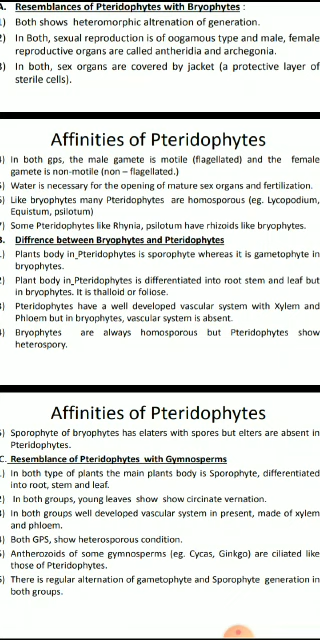 A. Resemblances of Pteridophytes with Bryophytes :
1) Both shows heteromorphic altrenation of generation.
2) In Both, sexual reproduction is of oogamous type and male, female
reproductive organs are called antheridia and archegonia.
3) In both, sex organs are covered by jacket (a protective layer of
sterile cells).
Affinities of Pteridophytes
4) In both gps, the male gamete is motile (flagellated) and the female
gamete is non-motile (non – flagellated.)
5) Water is necessary for the opening of mature sex organs and fertilization.
6) Like bryophytes many Pteridophytes are homosporous (eg. Lycopodium,
Equistum, psilotum)
7) Some Pteridophytes like Rhynia, psilotum have rhizoids like bryophytes.
B. Diffrence between Bryophytes and Pteridophytes
1) Plants body in Pteridophytes is sporophyte whereas it is gametophyte in
bryophytes.
2) Plant body in Pteridophytes is differentiated into root stem and leaf but
in bryophytes. It is thalloid or foliose.
3) Pteridophytes have a well developed vascular system with Xylem and
Phloem but in bryophytes, vascular system is absent.
4) Bryophytes are always homosporous but Pteridophytes show
heterospory.
Affinities of Pteridophytes
5) Sporophyte of bryophytes has elaters with spores but elters are absent in
Pteridophytes.
C. Resemblance of Pteridophytes with Gymnosperms
1) In both type of plants the main plants body is Sporophyte, differentiated
into root, stem and leaf.
2) In both groups, young leaves show show circinate vernation.
3) In both groups well developed vascular system in present, made of xylem
and phloem.
4) Both GPS, show heterosporous condition.
5) Antherozoids of some gymnosperms (eg. Cycas, Ginkgo) are ciliated like
those of Pteridophytes.
6) There is regular alternation of gametophyte and Sporophyte generation in
both groups.